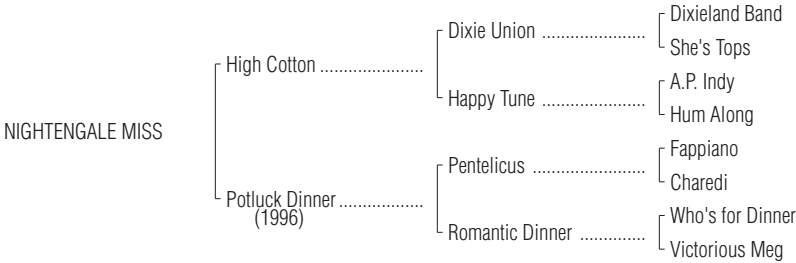 Dixieland Band
Dixie Union ......................
She's Tops
High Cotton ......................
A.P. Indy
Happy Tune ......................
Hum Along
NIGHTENGALE MISS
Fappiano
Pentelicus ........................
Charedi
Potluck Dinner ..................
(1996)
Who's for Dinner
Romantic Dinner ..............
Victorious Meg